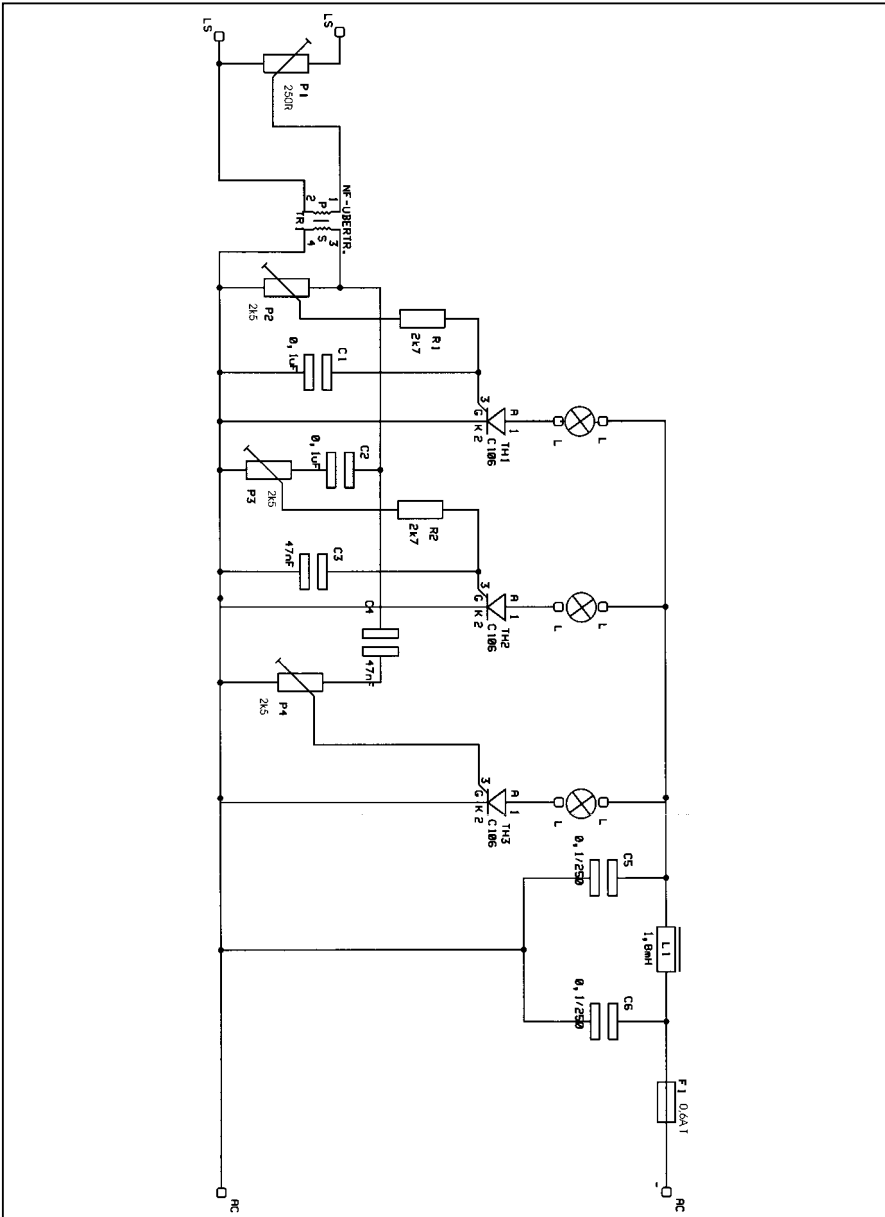 LS
LS
P1
250R
NF-UBERTR.
1
2
P
S
3
4
TR1
P2
2k5
R1
2k7
C1
0,1uF
3
G
K 2
A 1
TH1
C106
L
L
C2
0,1uF
P3
2k5
R2
2k7
C3
47nF
3
G
K 2
A 1
TH2
C106
L
L
C4
47nF
P4
2k5
3
G
K 2
A 1
TH3
C106
L
L
C5
0,1/250
L1
1,8mH
C6
0,1/250
F1 0,6A T
AC
AC